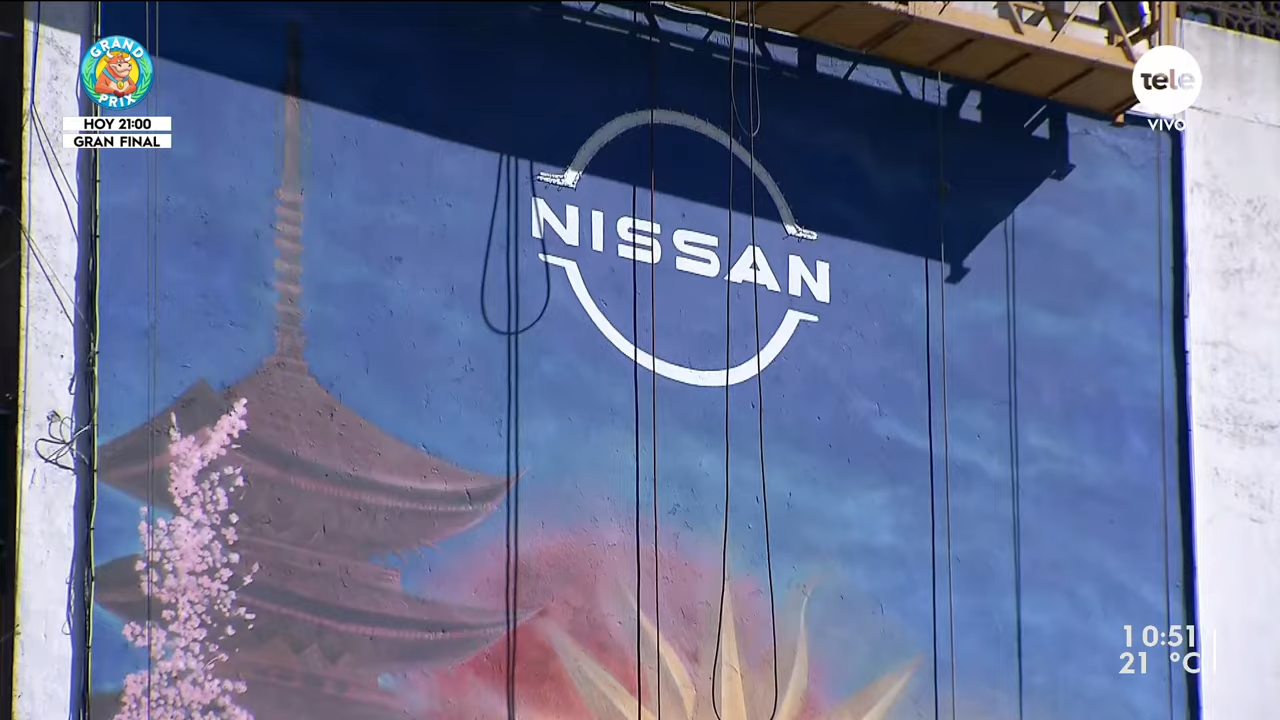 GRAND
PRIX
HOY 21:00
GRAN FINAL
tele
VIVO
NISSAN
10:51
21 °C